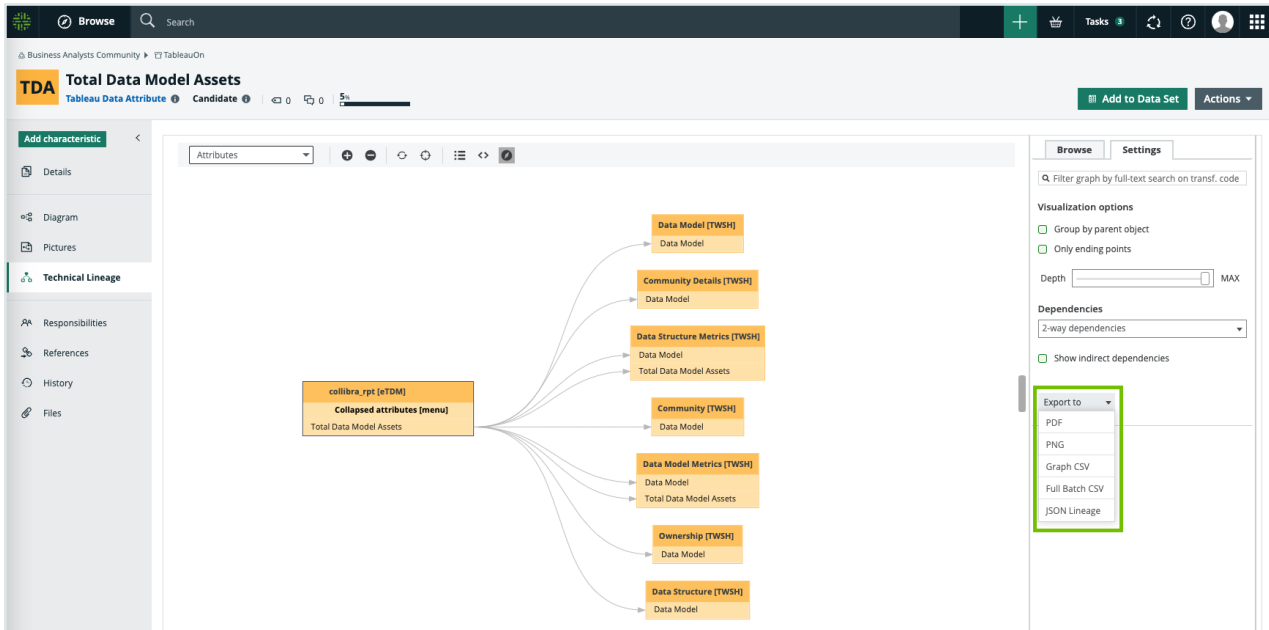 Browse
Search
Tasks 3
Business Analysts Community ▸ TableauOn
TDA
Total Data Model Assets
Tableau Data Attribute Candidate 0 0 5%
Add to Data Set
Actions
Add characteristic
Details
Diagram
Pictures
Technical Lineage
Responsibilities
References
History
Files
Attributes
collibra_rpt [eTDM]
Collapsed attributes [menu]
Total Data Model Assets
Data Model [TWSH]
Data Model
Community Details [TWSH]
Data Model
Data Structure Metrics [TWSH]
Data Model
Total Data Model Assets
Community [TWSH]
Data Model
Data Model Metrics [TWSH]
Data Model
Total Data Model Assets
Ownership [TWSH]
Data Model
Data Structure [TWSH]
Data Model
Browse Settings
Filter graph by full-text search on transf. code
Visualization options
Group by parent object
Only ending points
Depth MAX
Dependencies
2-way dependencies
Show indirect dependencies
Export to
PDF
PNG
Graph CSV
Full Batch CSV
JSON Lineage